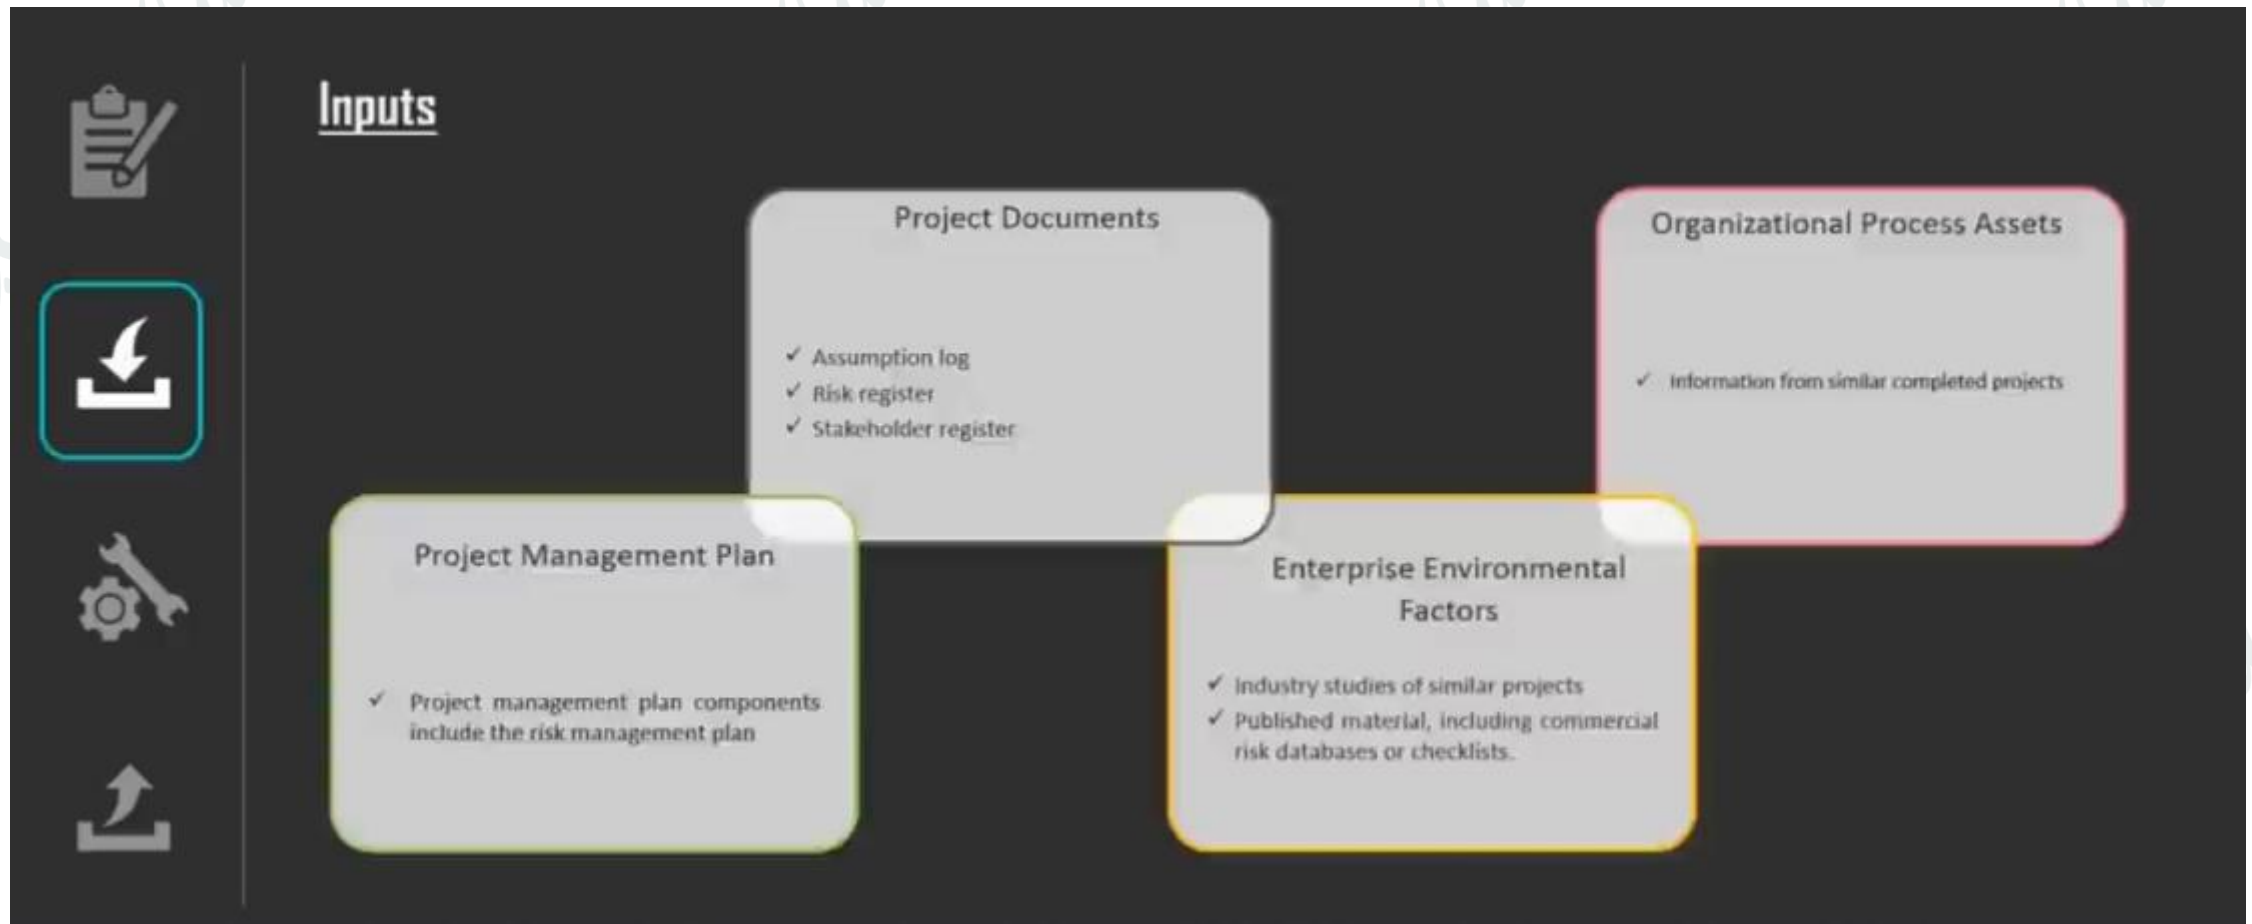 Inputs
Project Documents
✓ Assumption log
✓ Risk register
✓ Stakeholder register
Organizational Process Assets
✓ Information from similar completed projects
Project Management Plan
✓ Project management plan components
include the risk management plan
Enterprise Environmental
Factors
✓ Industry studies of similar projects
✓ Published material, including commercial
risk databases or checklists.